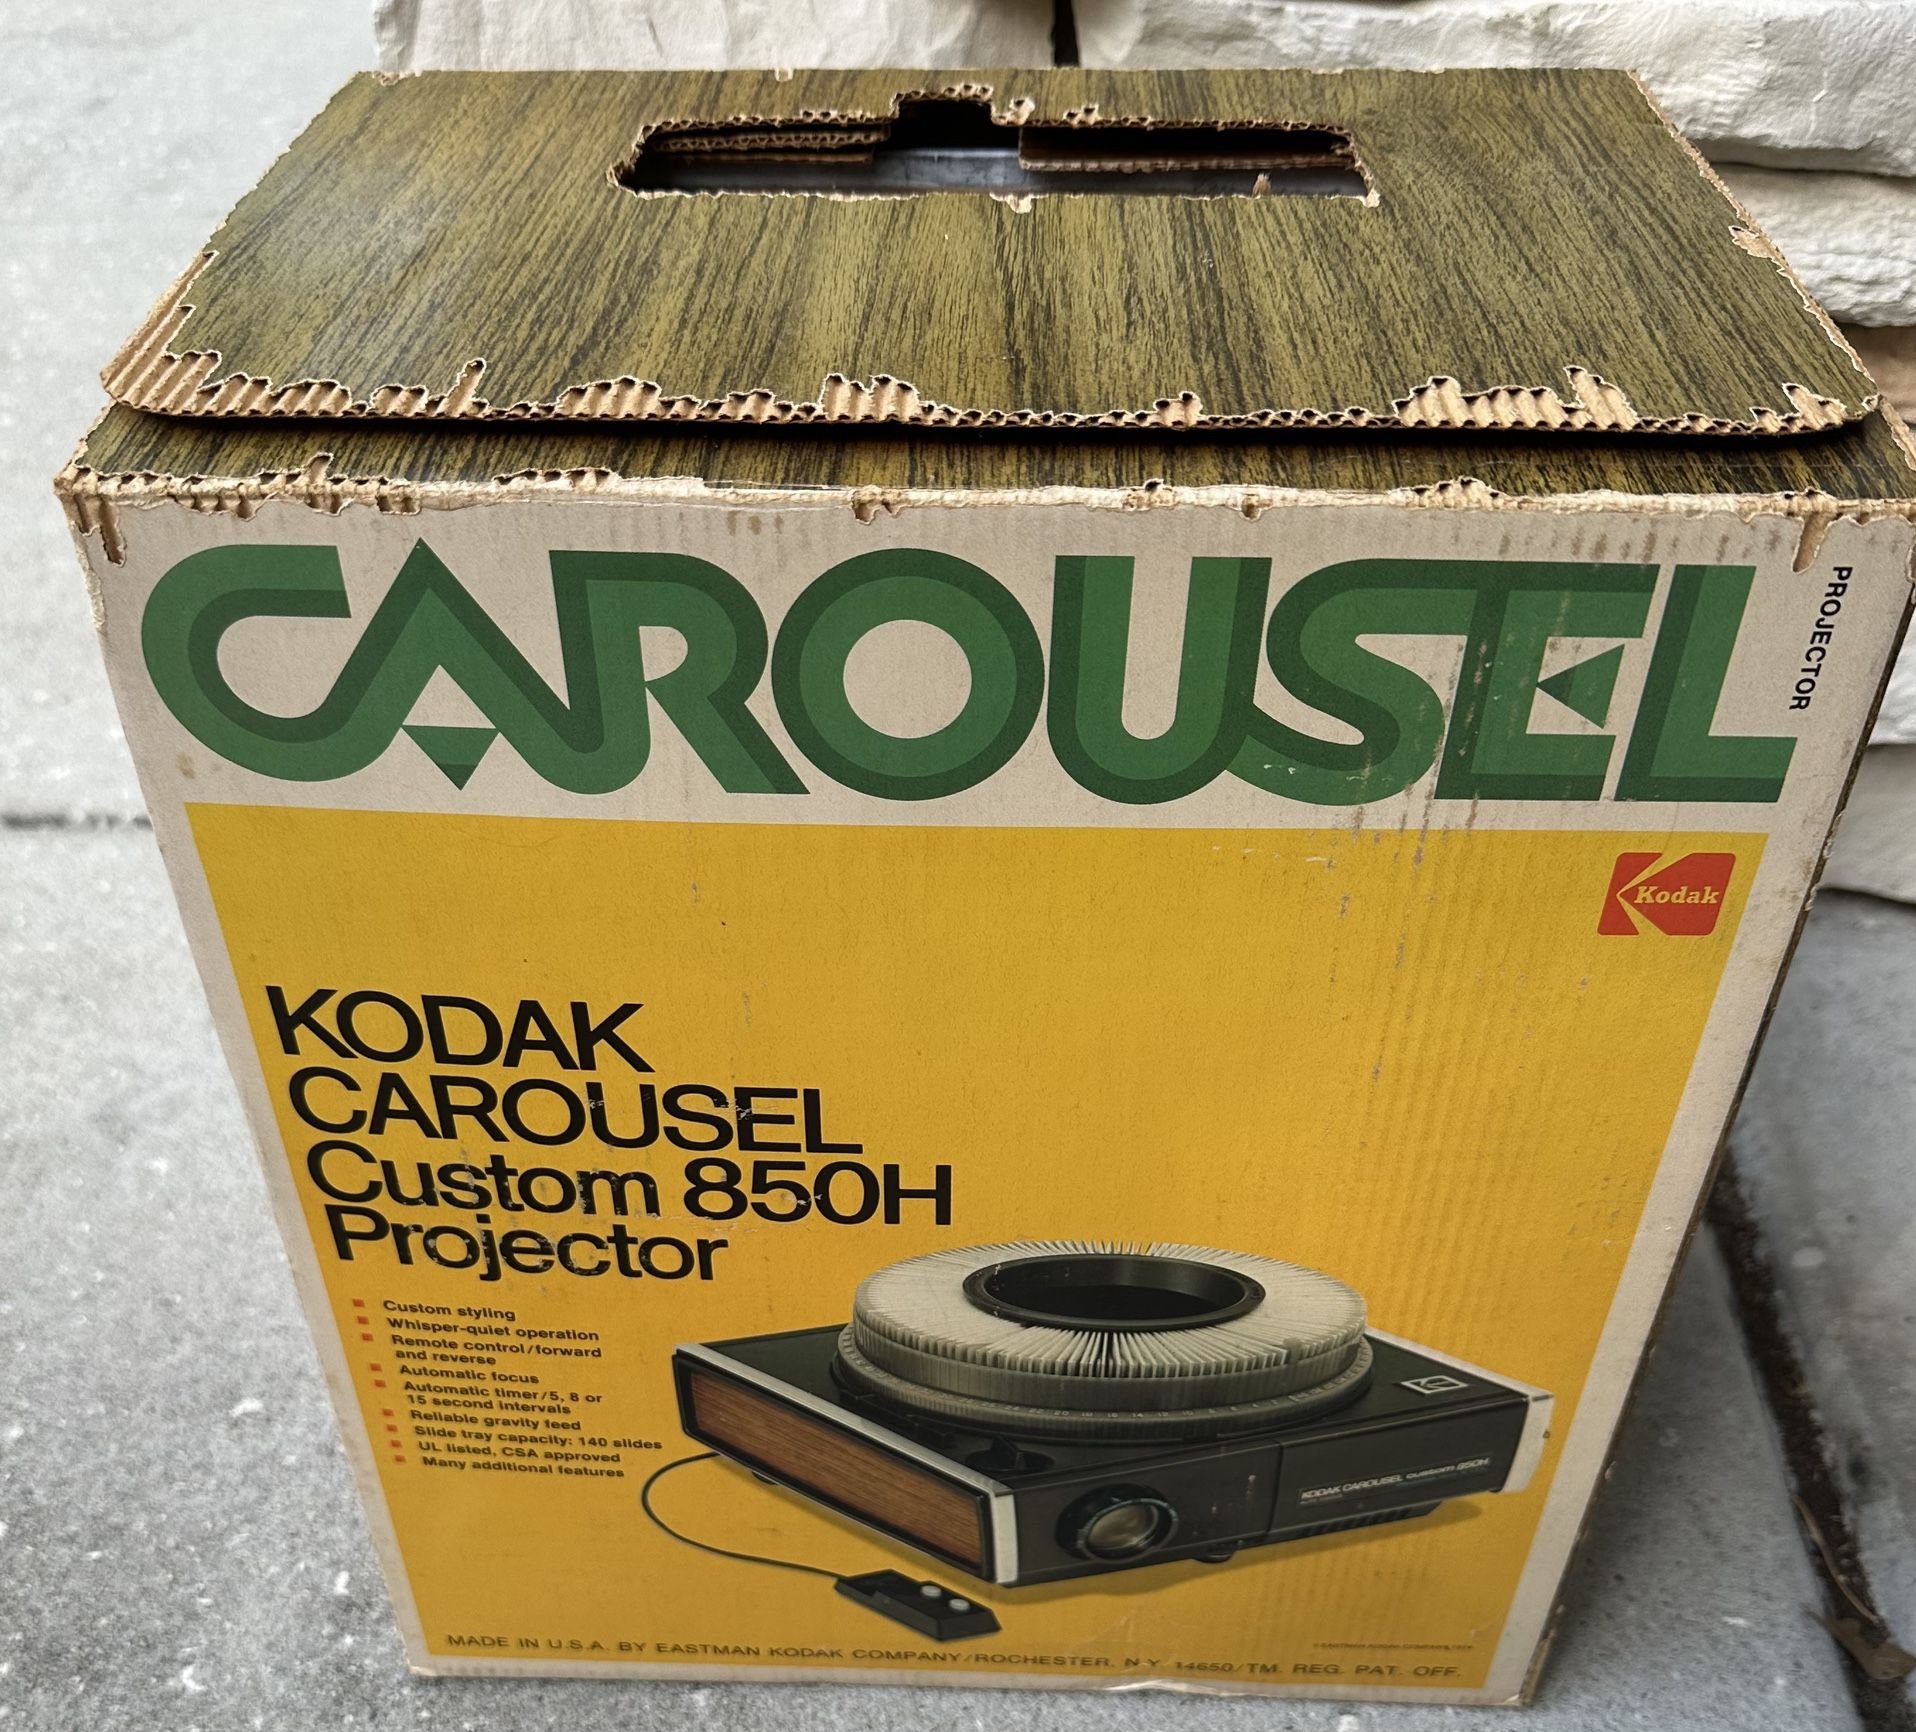 CAROUSEL
PROJECTOR
Kodak
KODAK
CAROUSEL
Custom 850H
Projector
Custom styling
Whisper-quiet operation
Remote control/forward
and reverse
Automatic focus
Automatic timer/5, 8 or
15 second intervals
Reliable gravity feed
Slide tray capacity: 140 slides
UL listed, CSA approved
Many additional features
KODAK CAROUSEL custom 850H
MADE IN U.S.A. BY EASTMAN KODAK COMPANY/ROCHESTER, N.Y. 14650/TM. REG. PAT. OFF.
© EASTMAN KODAK COMPANY,